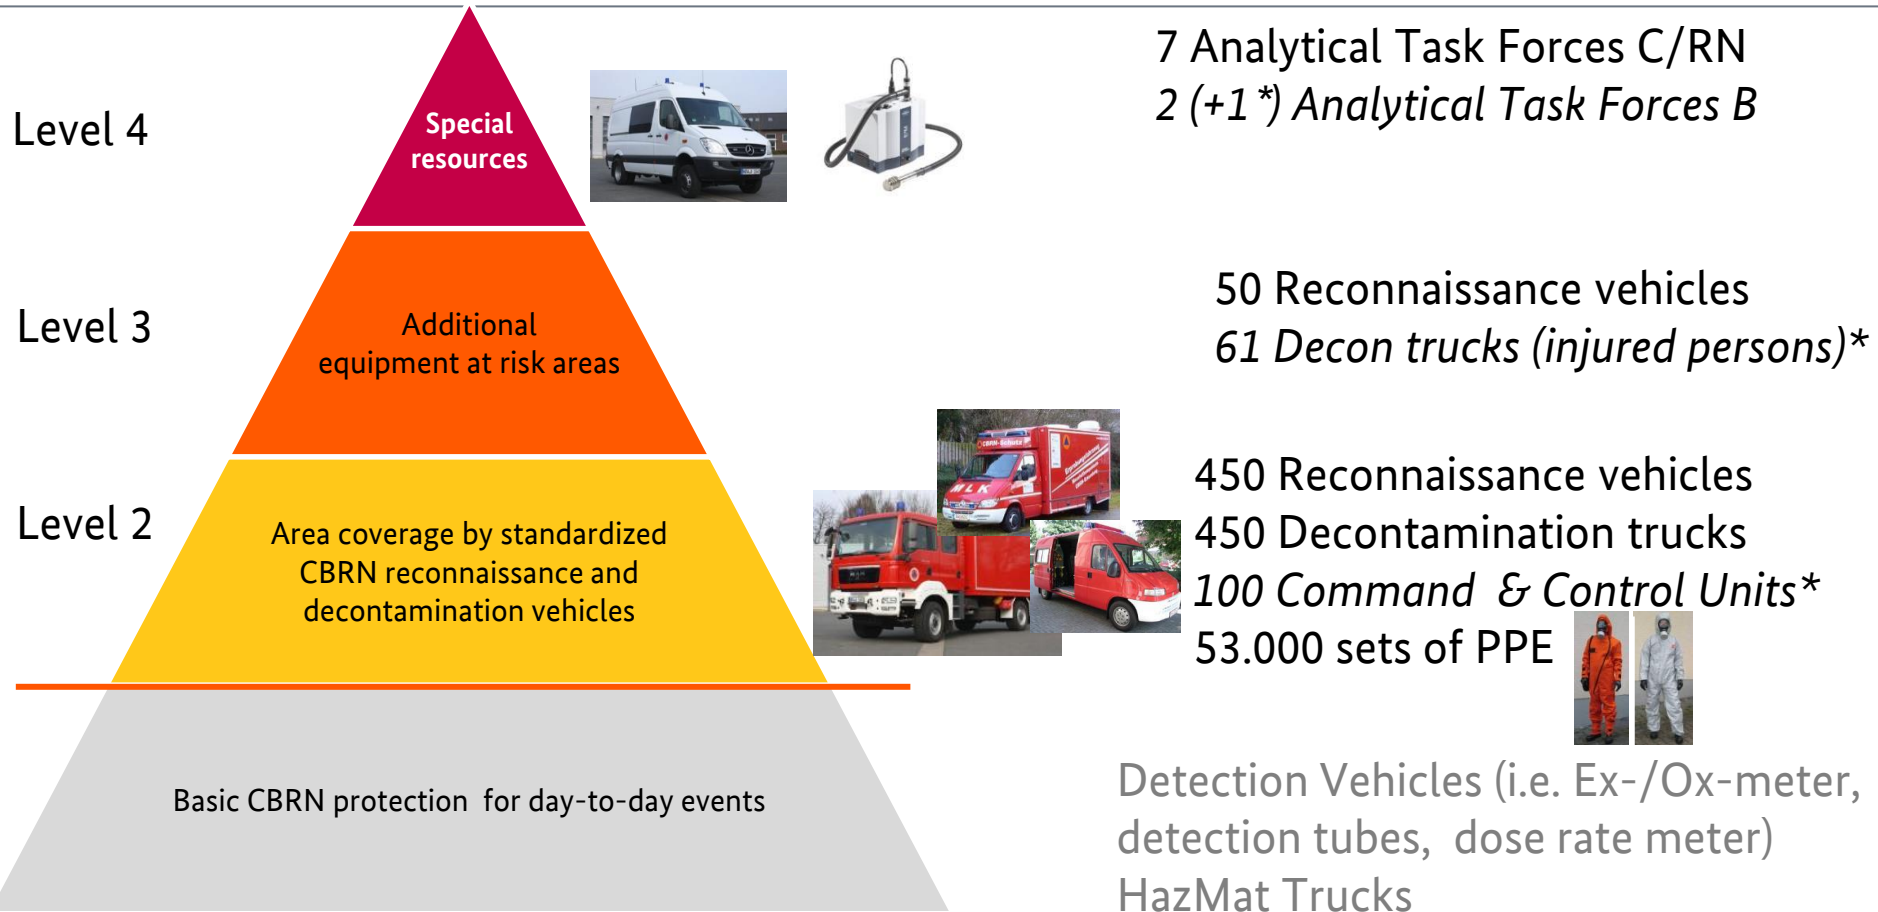 Level 4
Special
resources
7 Analytical Task Forces C/RN
2 (+1*) Analytical Task Forces B
Level 3
Additional
equipment at risk areas
50 Reconnaissance vehicles
61 Decon trucks (injured persons)*
Level 2
Area coverage by standardized
CBRN reconnaissance and
decontamination vehicles
CBRN-Schutz
MLK
450 Reconnaissance vehicles
450 Decontamination trucks
100 Command & Control Units*
53.000 sets of PPE
Basic CBRN protection for day-to-day events
Detection Vehicles (i.e. Ex-/Ox-meter,
detection tubes, dose rate meter)
HazMat Trucks